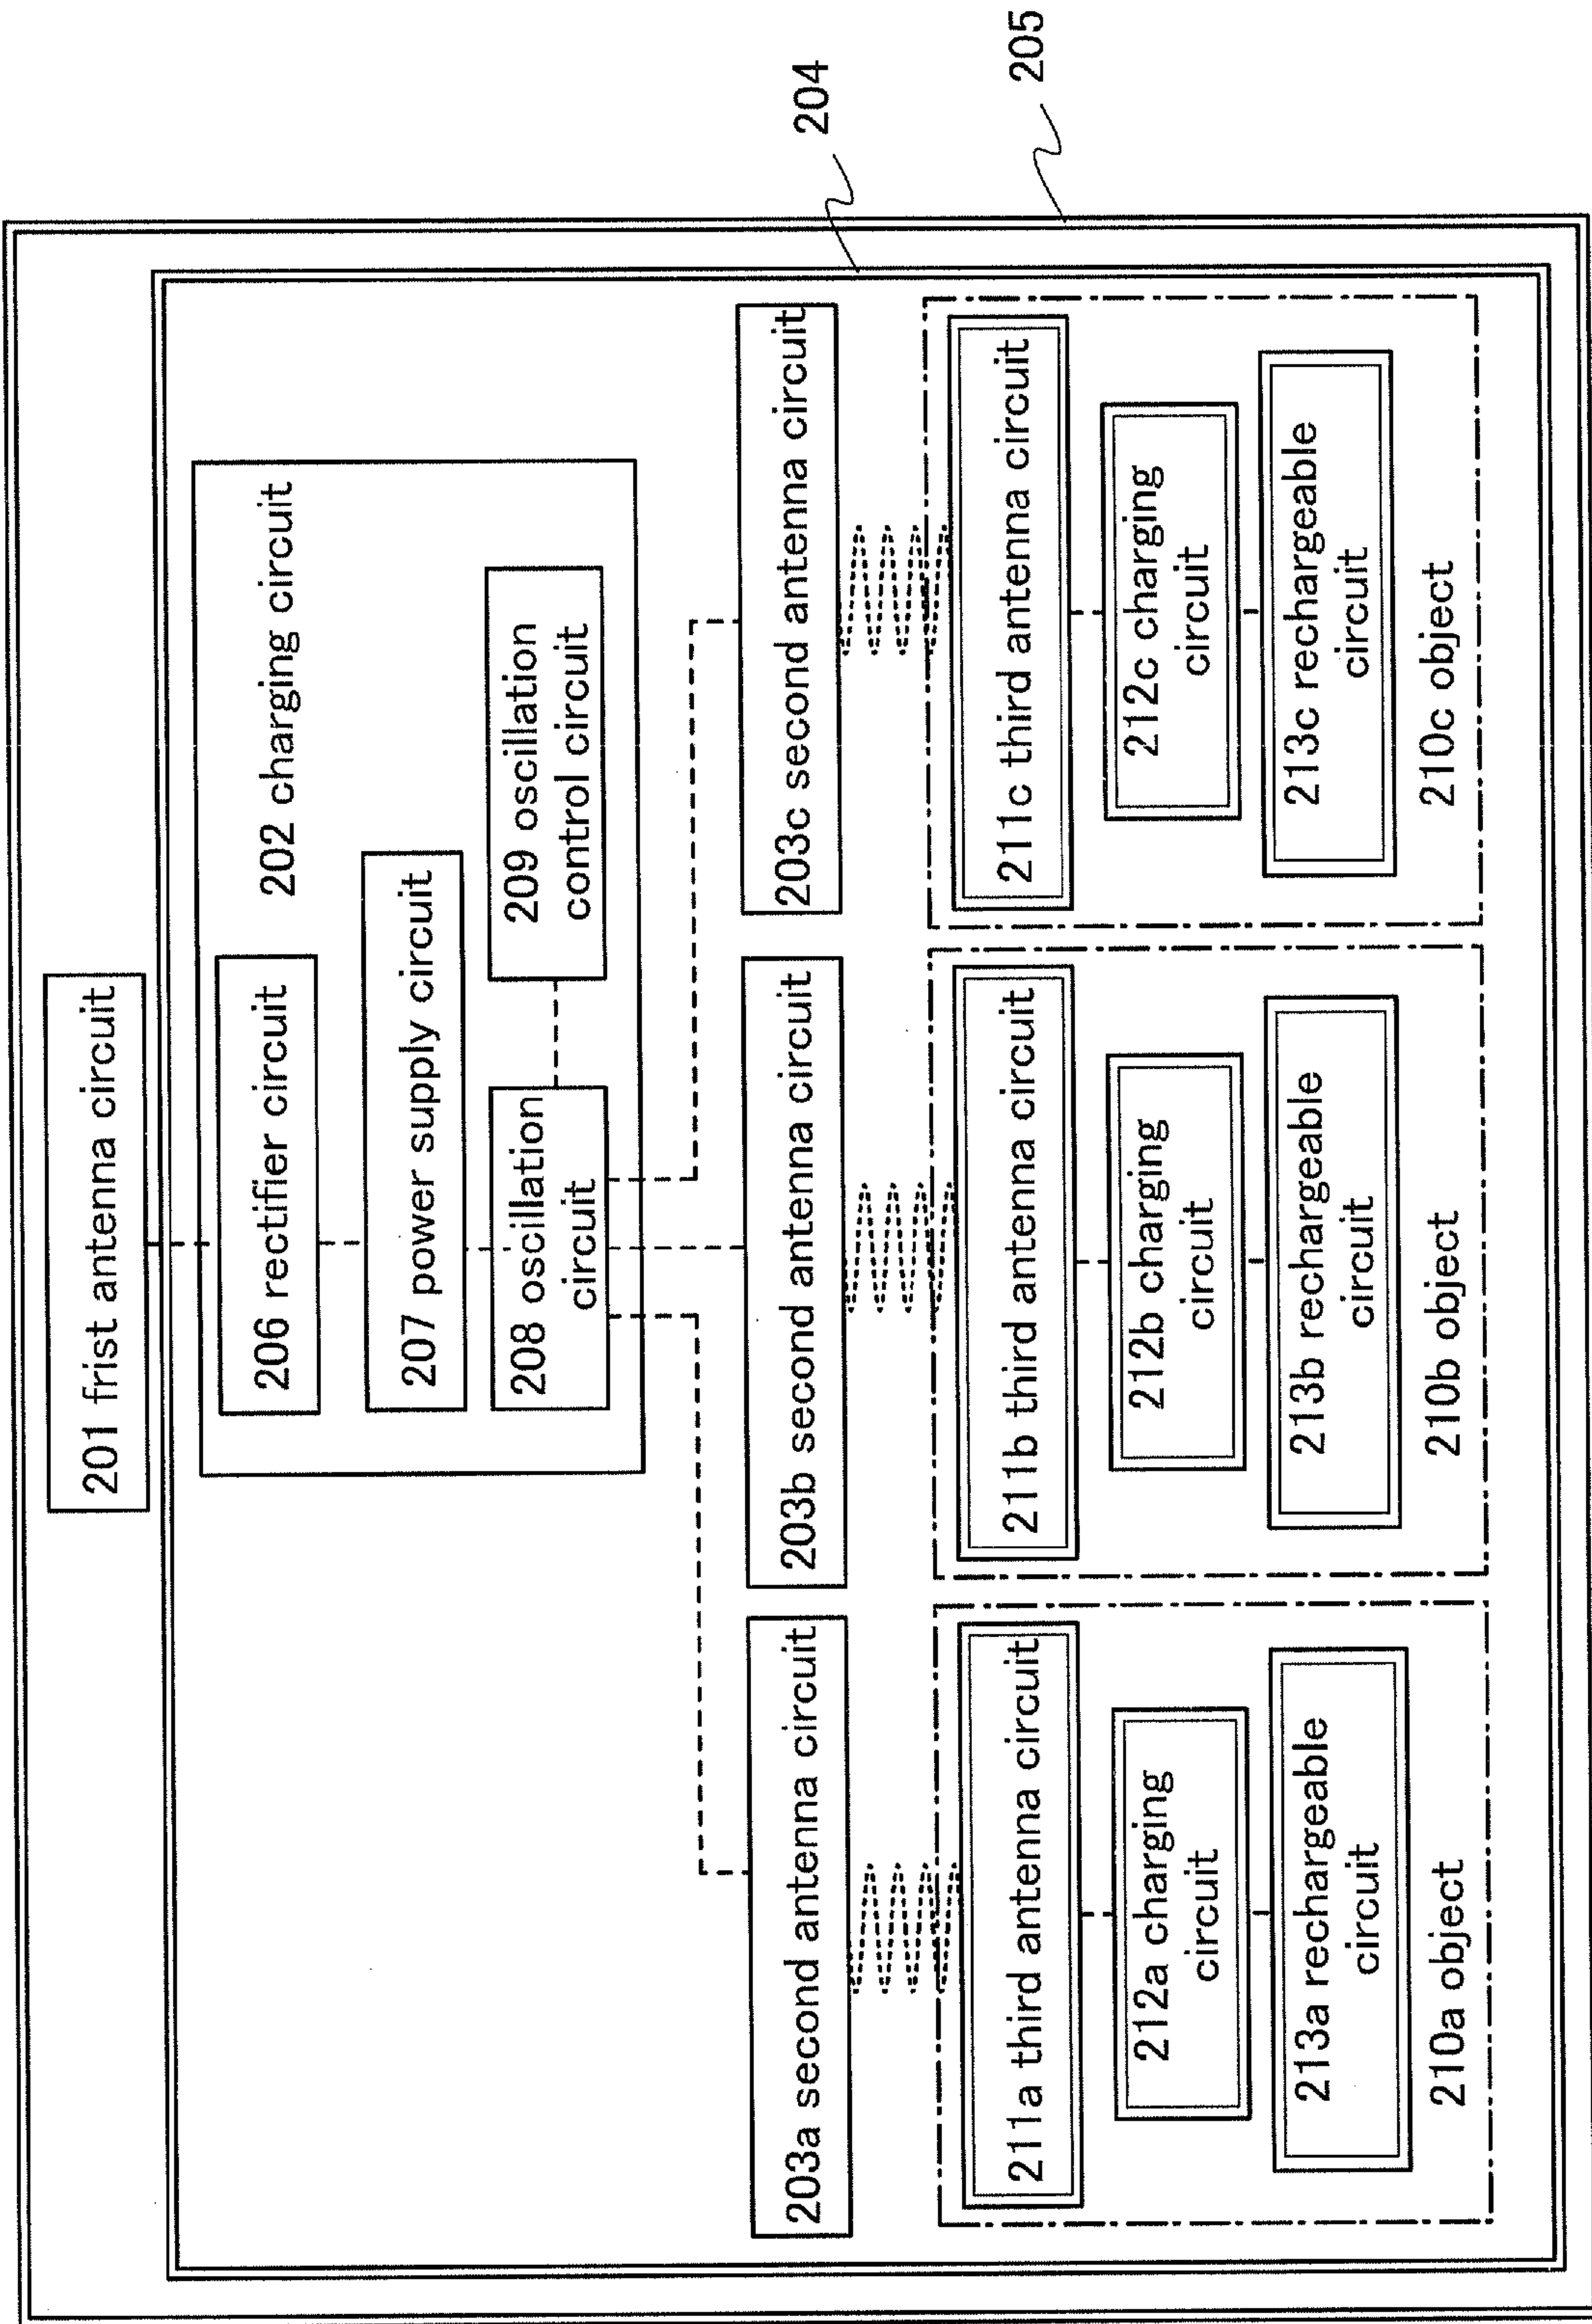 201 frist antenna circuit
202 charging circuit
206 rectifier circuit
207 power supply circuit
208 oscillation
circuit
209 oscillation
control circuit
203a second antenna circuit
203b second antenna circuit
203c second antenna circuit
204
205
211a third antenna circuit
212a charging
circuit
213a rechargeable
circuit
210a object
211b third antenna circuit
212b charging
circuit
213b rechargeable
circuit
210b object
211c third antenna circuit
212c charging
circuit
213c rechargeable
circuit
210c object